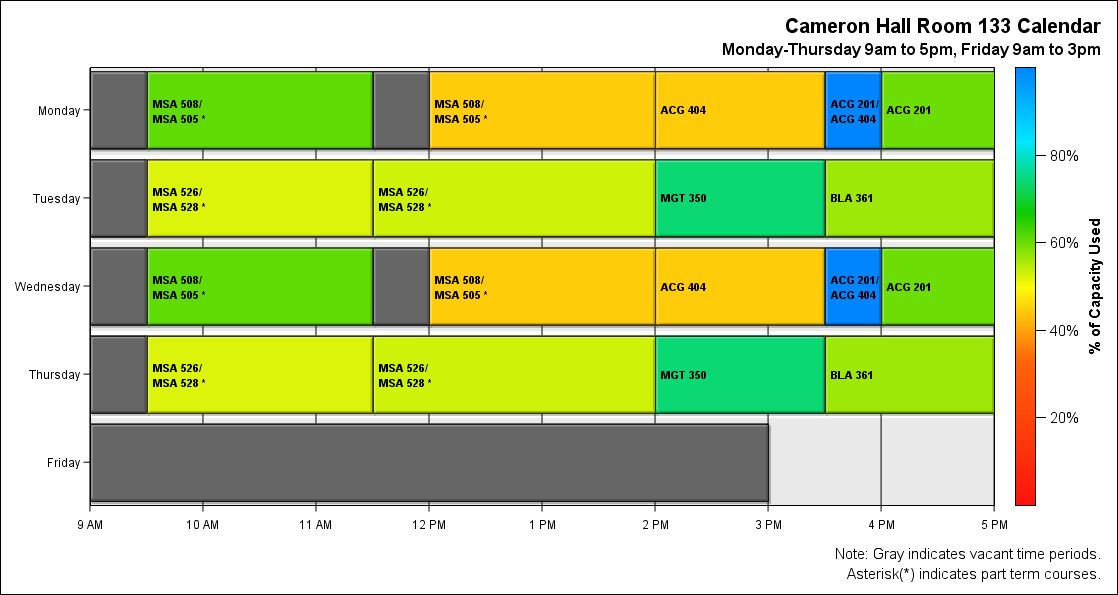 Cameron Hall Room 133 Calendar
Monday-Thursday 9am to 5pm, Friday 9am to 3pm
Monday
MSA 508/
MSA 505 *
MSA 508/
MSA 505 *
ACG 404
ACG 201/
ACG 404
ACG 201
Tuesday
MSA 526/
MSA 528 *
MSA 526/
MSA 528 *
MGT 350
BLA 361
Wednesday
MSA 508/
MSA 505 *
MSA 508/
MSA 505 *
ACG 404
ACG 201/
ACG 404
ACG 201
Thursday
MSA 526/
MSA 528 *
MSA 526/
MSA 528 *
MGT 350
BLA 361
Friday
9 AM
10 AM
11 AM
12 PM
1 PM
2 PM
3 PM
4 PM
5 PM
80%
60%
40%
20%
% of Capacity Used
Note: Gray indicates vacant time periods.
Asterisk(*) indicates part term courses.